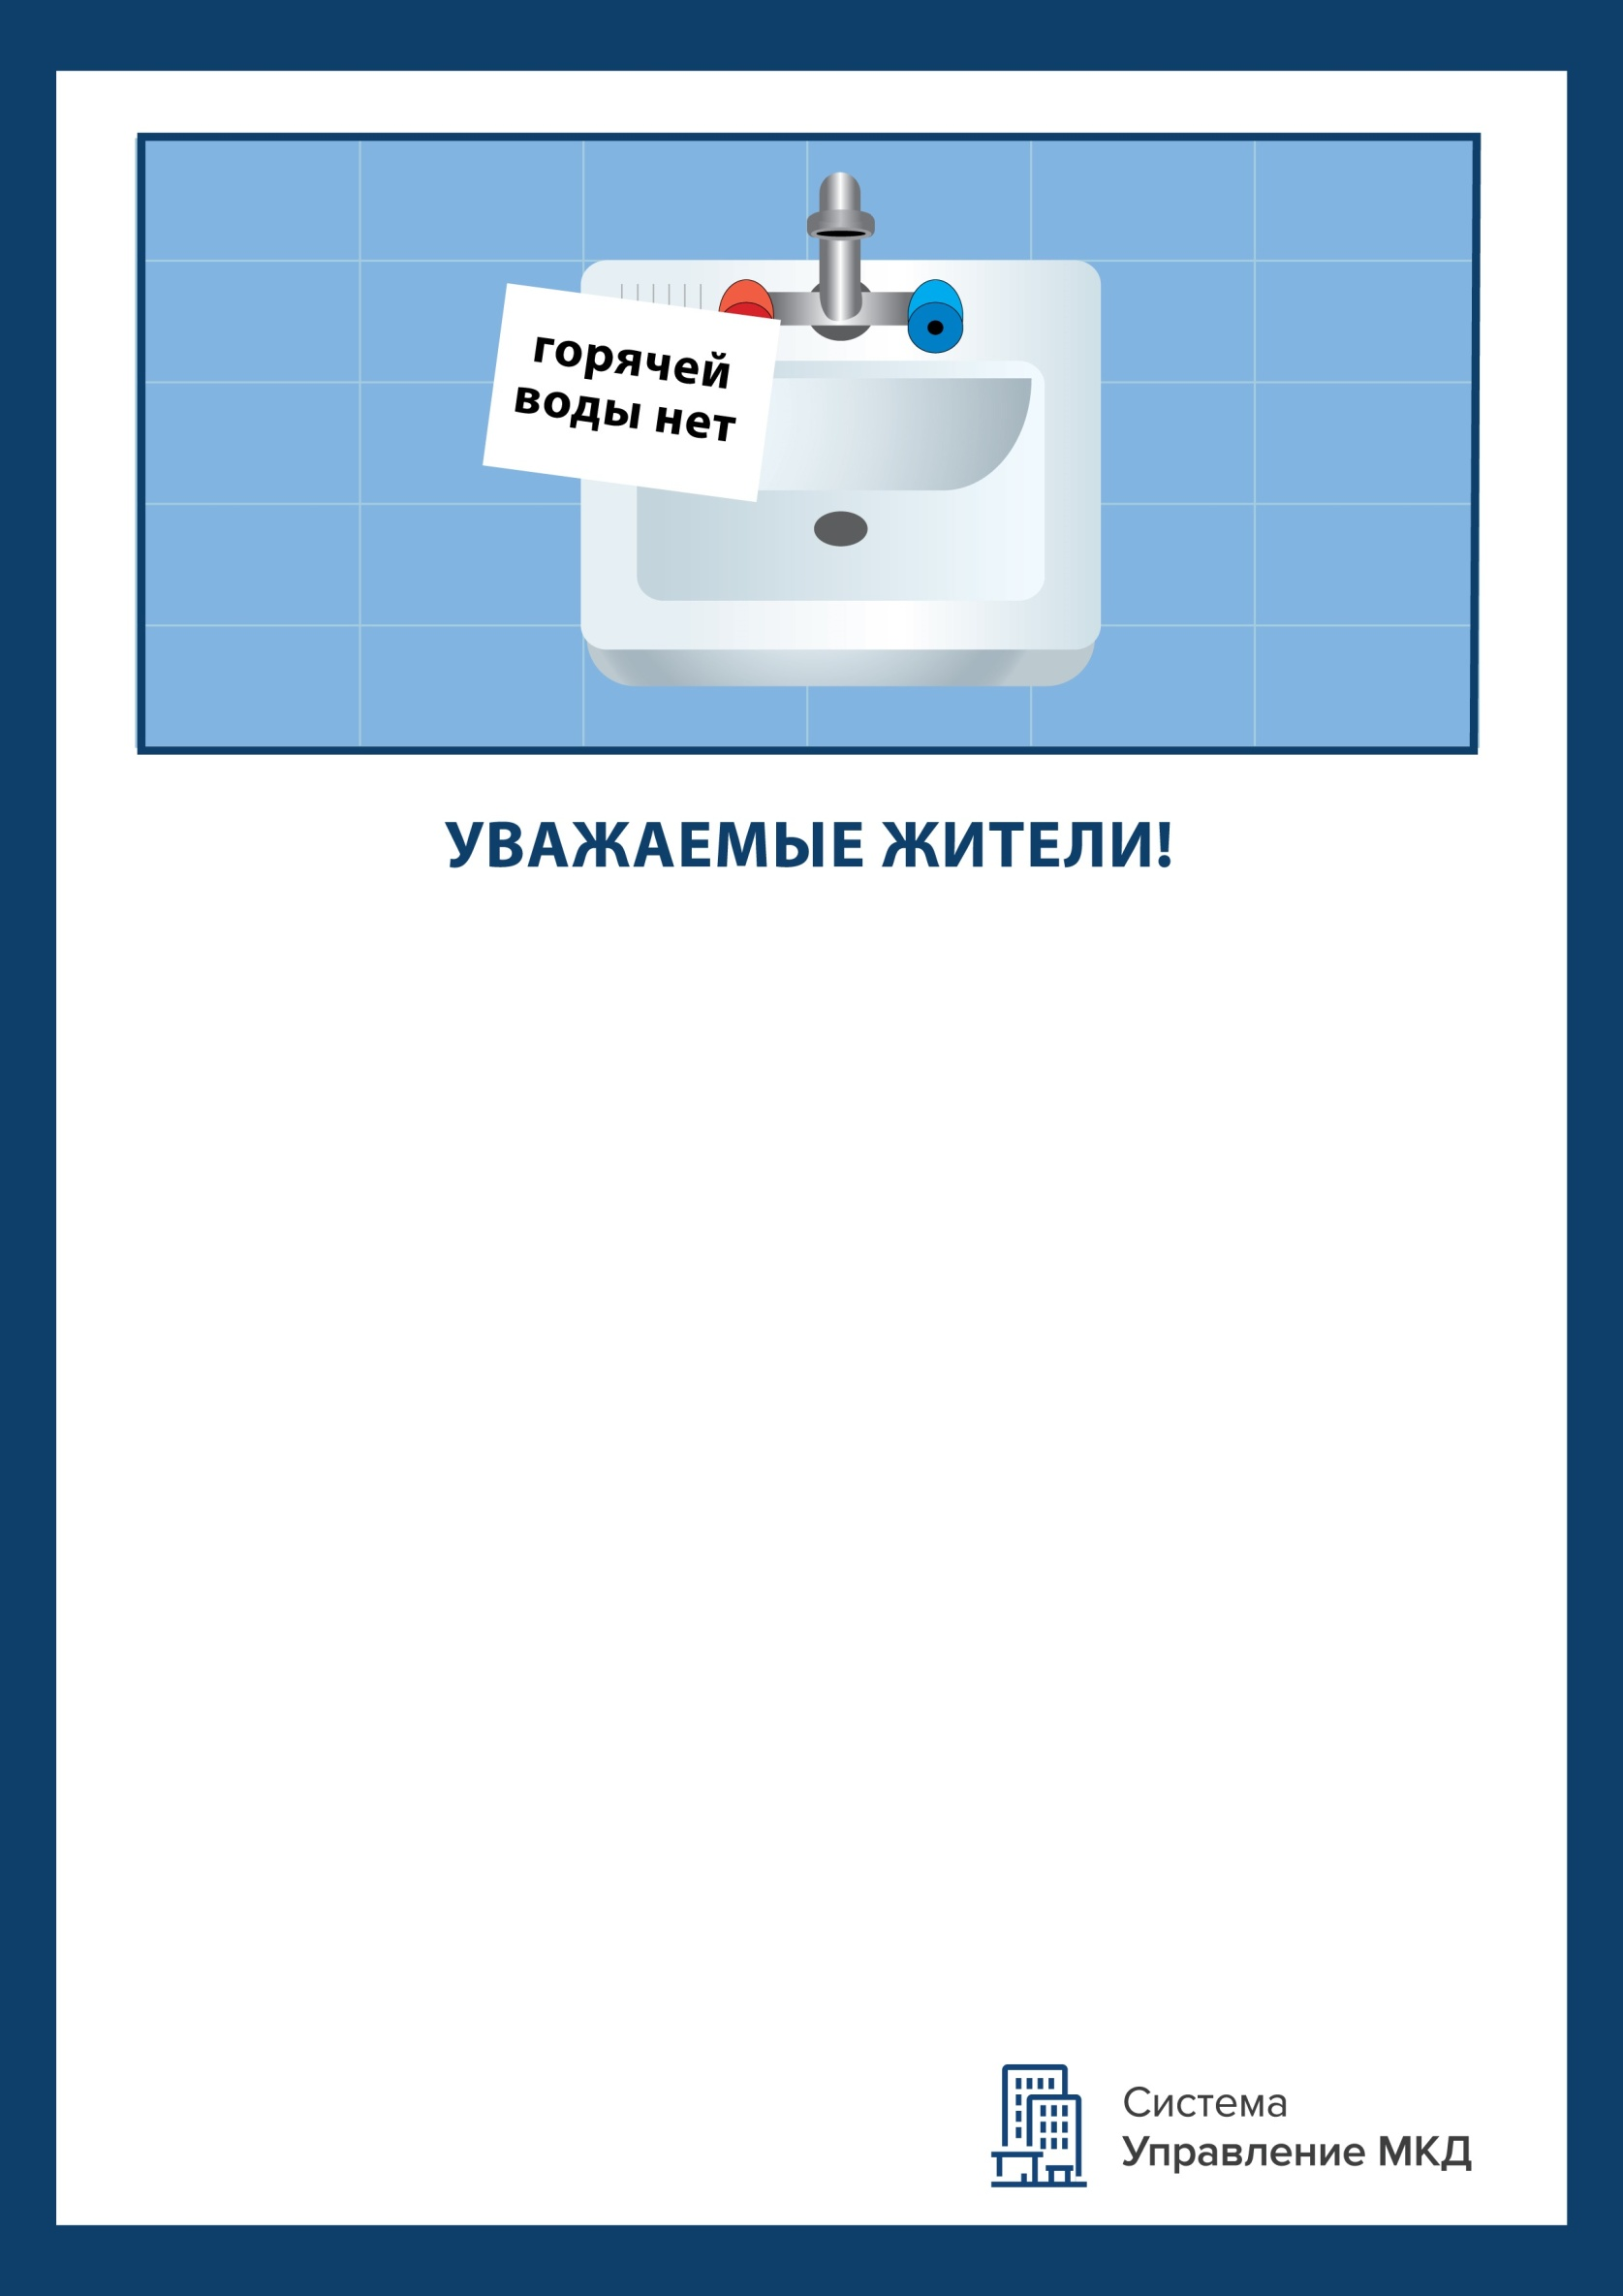 горячей
воды нет
УВАЖАЕМЫЕ ЖИТЕЛИ!
Система
Управление МКД